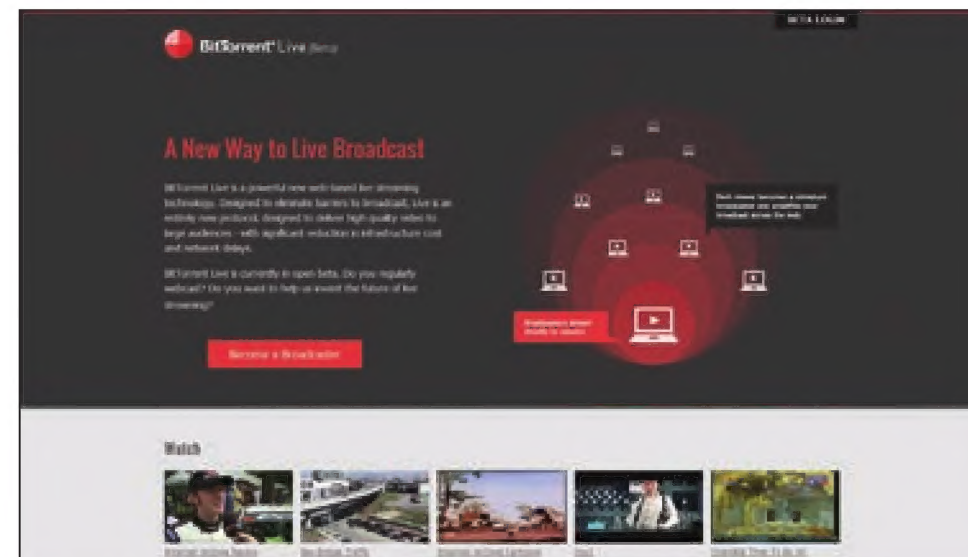 BETA LOGIN
BitTorrent® Live (Beta)
A New Way to Live Broadcast
BitTorrent Live is a powerful new web-based live streaming
technology. Designed to eliminate barriers to broadcast, Live is an
entirely new protocol, designed to deliver high quality video to
large audiences - with significant reduction in infrastructure cost
and network delays.
BitTorrent Live is currently in open beta. Do you regularly
webcast? Do you want to help us invent the future of live
streaming?
Become a Broadcaster
Watch